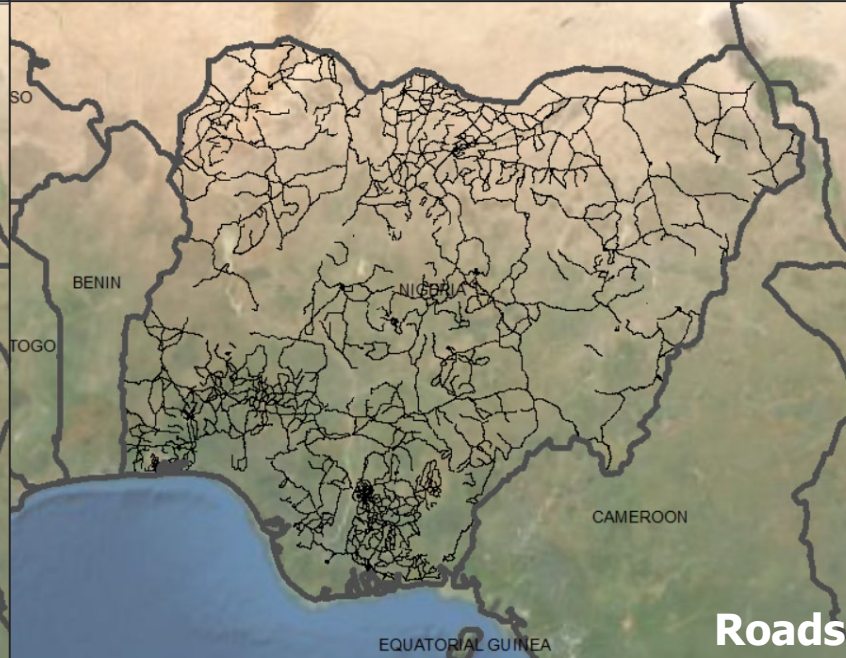 SO
BENIN
NIGERIA
TOGO
CAMEROON
Roads
EQUATORIAL GUINEA